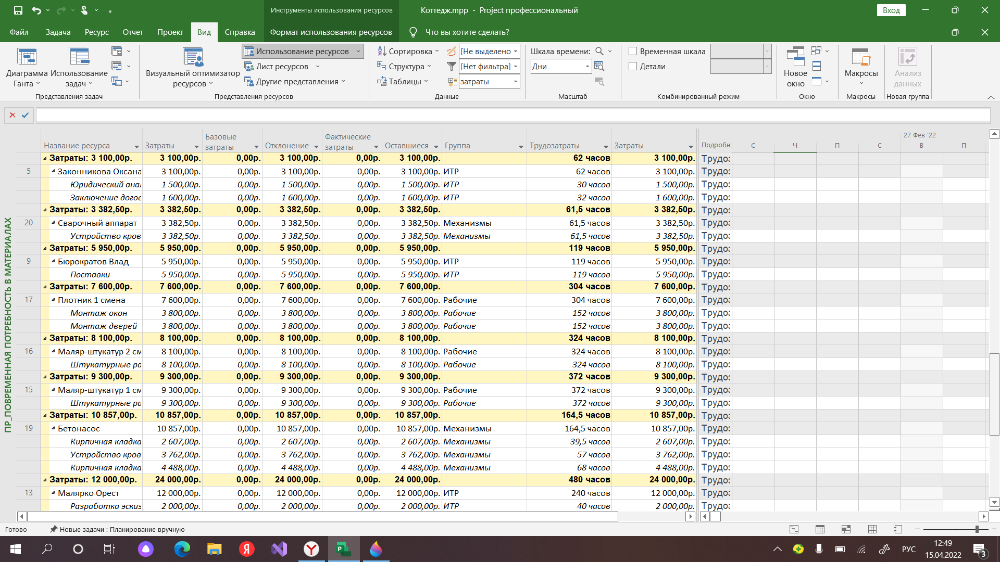 Инструменты использования ресурсов
Коттедж.mpp - Project профессиональный
Вход
Файл Задача Ресурс Отчет Проект Вид Справка Формат использования ресурсов Что вы хотите сделать?
Диаграмма Ганта
Использование задач
Представления задач
Визуальный оптимизатор ресурсов
Использование ресурсов
Лист ресурсов
Другие представления
Представления ресурсов
Сортировка
Структура
Таблицы
[Не выделено
[Нет фильтра]
затраты
Данные
Шкала времени:
Дни
Масштаб
Временная шкала
Детали
Комбинированный режим
Новое окно
Окно
Макросы
Макросы
Анализ данных
Новая группа
ПР_ПОВРЕМЕННАЯ ПОТРЕБНОСТЬ В МАТЕРИАЛАХ
Название ресурса Затраты Базовые затраты Отклонение Фактические затраты Оставшиеся Группа Трудозатраты Затраты Подробн
27 Фев '22
С Ч П С В П
Затраты: 3 100,00р. 3 100,00р. 0,00р. 3 100,00р. 0,00р. 3 100,00р. 62 часов 3 100,00р. Трудоз
5 Законникова Оксана 3 100,00р. 0,00р. 3 100,00р. 0,00р. 3 100,00р. ИТР 62 часов 3 100,00р. Трудоз
Юридический анал 1 500,00р. 0,00р. 1 500,00р. 0,00р. 1 500,00р. ИТР 30 часов 1 500,00р. Трудоз
Заключение догов 1 600,00р. 0,00р. 1 600,00р. 0,00р. 1 600,00р. ИТР 32 часов 1 600,00р. Трудоз
Затраты: 3 382,50р. 3 382,50р. 0,00р. 3 382,50р. 0,00р. 3 382,50р. 61,5 часов 3 382,50р. Трудоз
20 Сварочный аппарат 3 382,50р. 0,00р. 3 382,50р. 0,00р. 3 382,50р. Механизмы 61,5 часов 3 382,50р. Трудоз
Устройство кров 3 382,50р. 0,00р. 3 382,50р. 0,00р. 3 382,50р. Механизмы 61,5 часов 3 382,50р. Трудоз
Затраты: 5 950,00р. 5 950,00р. 0,00р. 5 950,00р. 0,00р. 5 950,00р. 119 часов 5 950,00р. Трудоз
9 Бюрократов Влад 5 950,00р. 0,00р. 5 950,00р. 0,00р. 5 950,00р. ИТР 119 часов 5 950,00р. Трудоз
Поставки 5 950,00р. 0,00р. 5 950,00р. 0,00р. 5 950,00р. ИТР 119 часов 5 950,00р. Трудоз
Затраты: 7 600,00р. 7 600,00р. 0,00р. 7 600,00р. 0,00р. 7 600,00р. 304 часов 7 600,00р. Трудоз
17 Плотник 1 смена 7 600,00р. 0,00р. 7 600,00р. 0,00р. 7 600,00р. Рабочие 304 часов 7 600,00р. Трудоз
Монтаж окон 3 800,00р. 0,00р. 3 800,00р. 0,00р. 3 800,00р. Рабочие 152 часов 3 800,00р. Трудоз
Монтаж дверей 3 800,00р. 0,00р. 3 800,00р. 0,00р. 3 800,00р. Рабочие 152 часов 3 800,00р. Трудоз
Затраты: 8 100,00р. 8 100,00р. 0,00р. 8 100,00р. 0,00р. 8 100,00р. 324 часов 8 100,00р. Трудоз
16 Маляр-штукатур 2 см 8 100,00р. 0,00р. 8 100,00р. 0,00р. 8 100,00р. Рабочие 324 часов 8 100,00р. Трудоз
Штукатурные ра 8 100,00р. 0,00р. 8 100,00р. 0,00р. 8 100,00р. Рабочие 324 часов 8 100,00р. Трудоз
Затраты: 9 300,00р. 9 300,00р. 0,00р. 9 300,00р. 0,00р. 9 300,00р. 372 часов 9 300,00р. Трудоз
15 Маляр-штукатур 1 см 9 300,00р. 0,00р. 9 300,00р. 0,00р. 9 300,00р. Рабочие 372 часов 9 300,00р. Трудоз
Штукатурные ра 9 300,00р. 0,00р. 9 300,00р. 0,00р. 9 300,00р. Рабочие 372 часов 9 300,00р. Трудоз
Затраты: 10 857,00р. 10 857,00р. 0,00р. 10 857,00р. 0,00р. 10 857,00р. 164,5 часов 10 857,00р. Трудоз
19 Бетонасос 10 857,00р. 0,00р. 10 857,00р. 0,00р. 10 857,00р. Механизмы 164,5 часов 10 857,00р. Трудоз
Кирпичная кладка 2 607,00р. 0,00р. 2 607,00р. 0,00р. 2 607,00р. Механизмы 39,5 часов 2 607,00р. Трудоз
Устройство кров 3 762,00р. 0,00р. 3 762,00р. 0,00р. 3 762,00р. Механизмы 57 часов 3 762,00р. Трудоз
Кирпичная кладка 4 488,00р. 0,00р. 4 488,00р. 0,00р. 4 488,00р. Механизмы 68 часов 4 488,00р. Трудоз
Затраты: 12 000,00р. 24 000,00р. 0,00р. 24 000,00р. 0,00р. 24 000,00р. 480 часов 24 000,00р. Трудоз
13 Малярко Орест 12 000,00р. 0,00р. 12 000,00р. 0,00р. 12 000,00р. ИТР 240 часов 12 000,00р. Трудоз
Разработка эскиз 2 000,00р. 0,00р. 2 000,00р. 0,00р. 2 000,00р. ИТР 40 часов 2 000,00р. Трудоз
Готово Новые задачи : Планирование вручную
РУС
12:49
15.04.2022
3